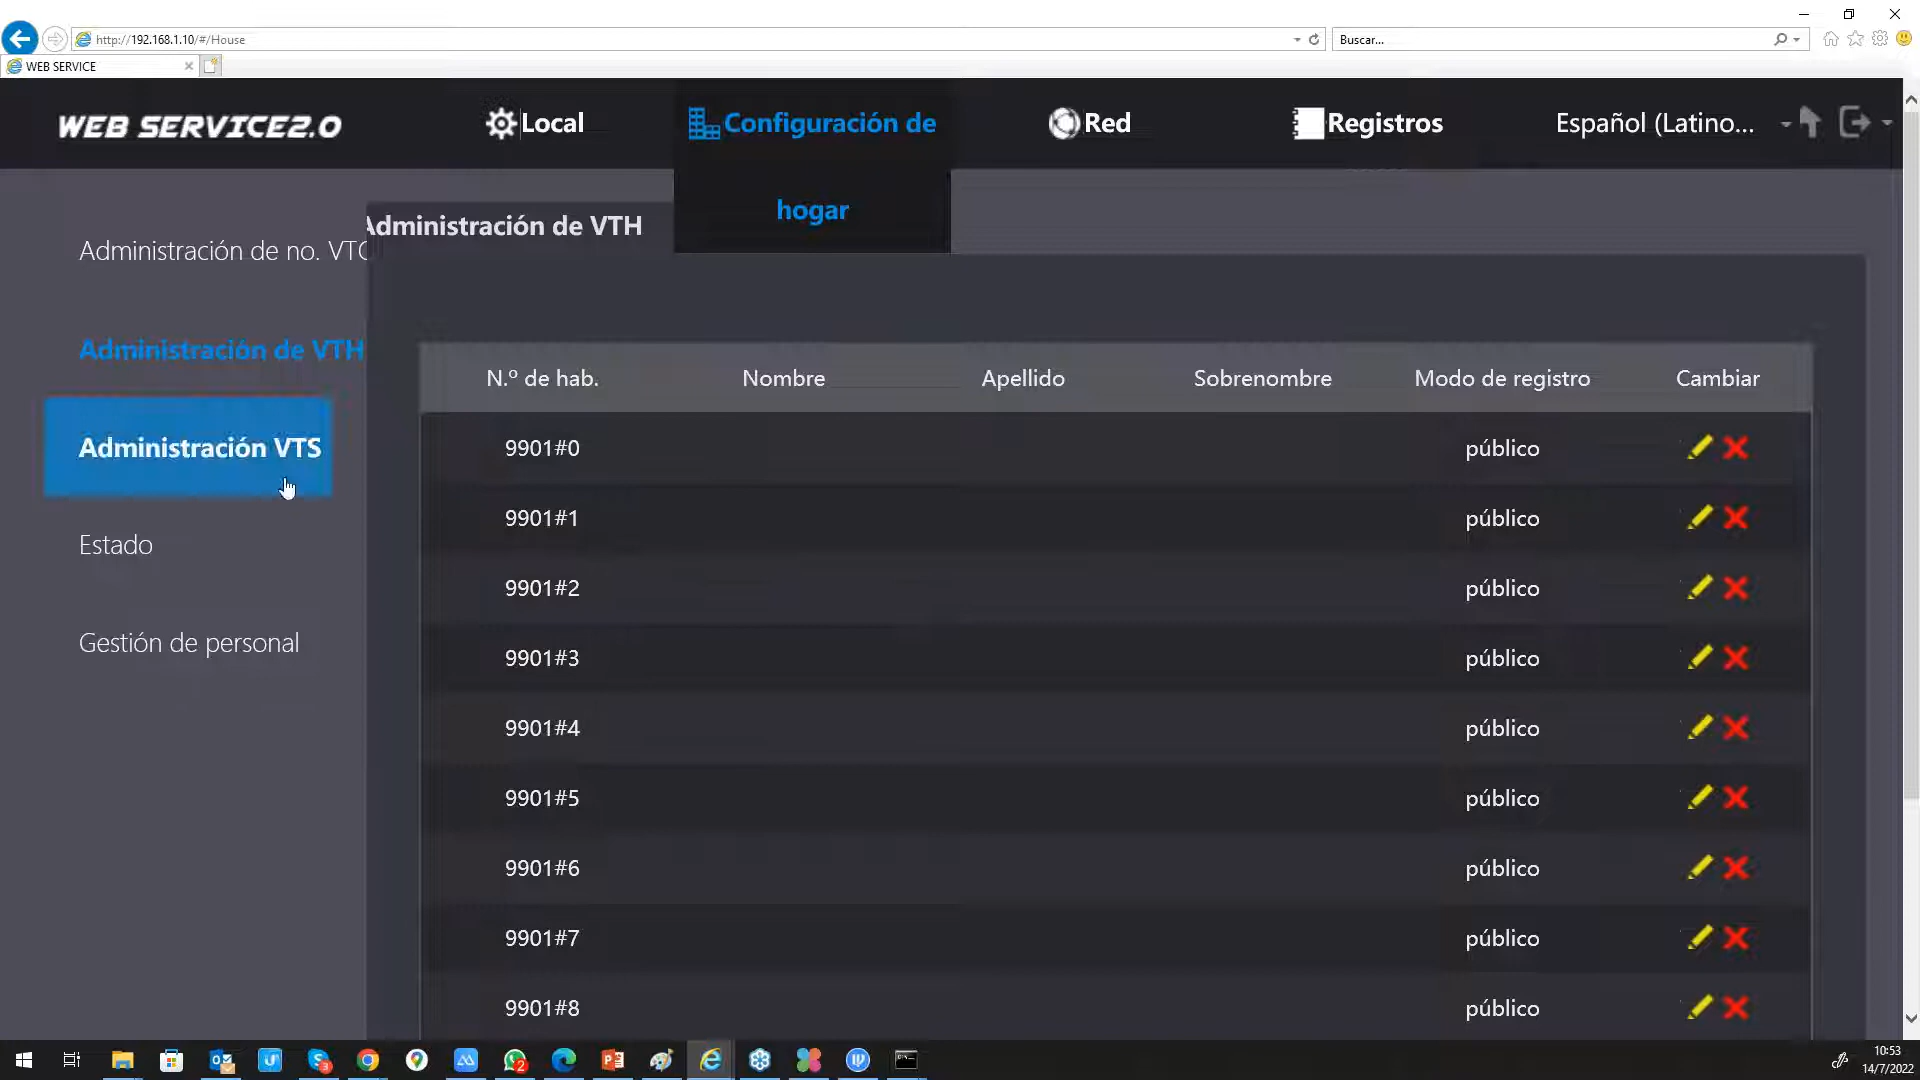 http://192.168.1.10/#/House
Buscar...
WEB SERVICE
WEB SERVICE2.0
Local
Configuración de
hogar
Red
Registros
Español (Latino...
Administración de no. VTO
Administración de VTH
Administración VTS
Estado
Gestión de personal
Administración de VTH
N.º de hab. Nombre Apellido Sobrenombre Modo de registro Cambiar
9901#0 público
9901#1 público
9901#2 público
9901#3 público
9901#4 público
9901#5 público
9901#6 público
9901#7 público
9901#8 público
10:53
14/7/2022